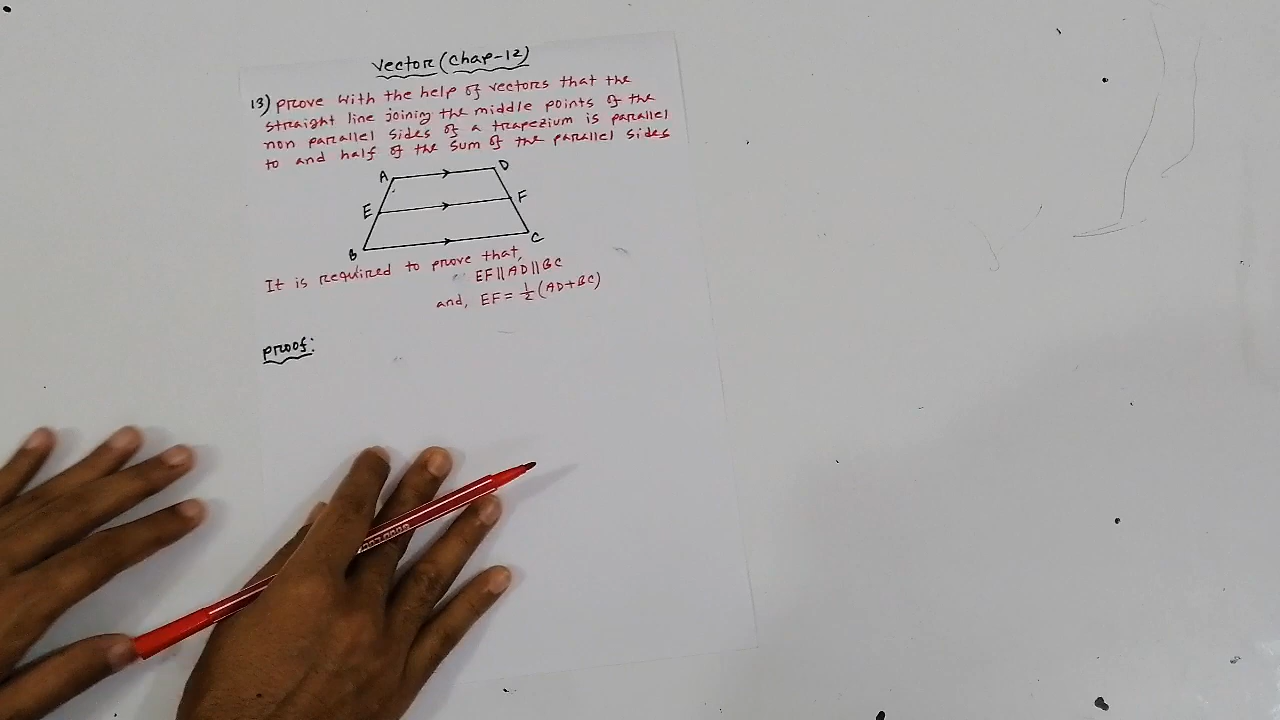 Vector (Chap-12)
13) prove with the help of vectors that the
straight line joining the middle points of the
non parallel sides of a trapezium is parallel
to and half of the sum of the parallel sides
A D
E F
B C
It is required to prove that,
EF || AD || BC
and, EF = 1/2 (AD + BC)
proof: